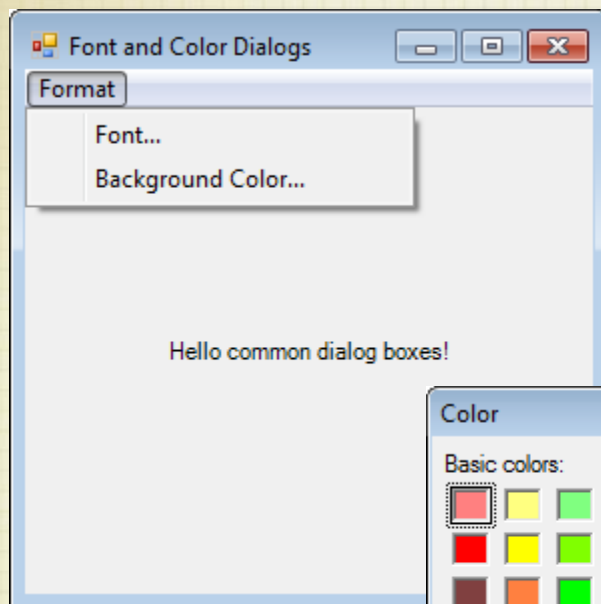 Font and Color Dialogs
Format
Font...
Background Color...
Hello common dialog boxes!
Color
Basic colors: